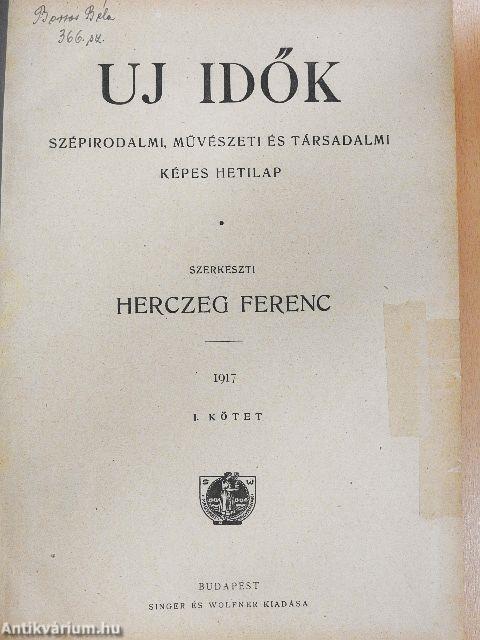 Bossos Béla
366. sz.
UJ IDŐK
SZÉPIRODALMI, MŰVÉSZETI ÉS TÁRSADALMI
KÉPES HETILAP
SZERKESZTI
HERCZEG FERENC
1917
I. KÖTET
S W
BUDAPEST
SINGER ÉS WOLFNER KIADÁSA
Antikvárium.hu